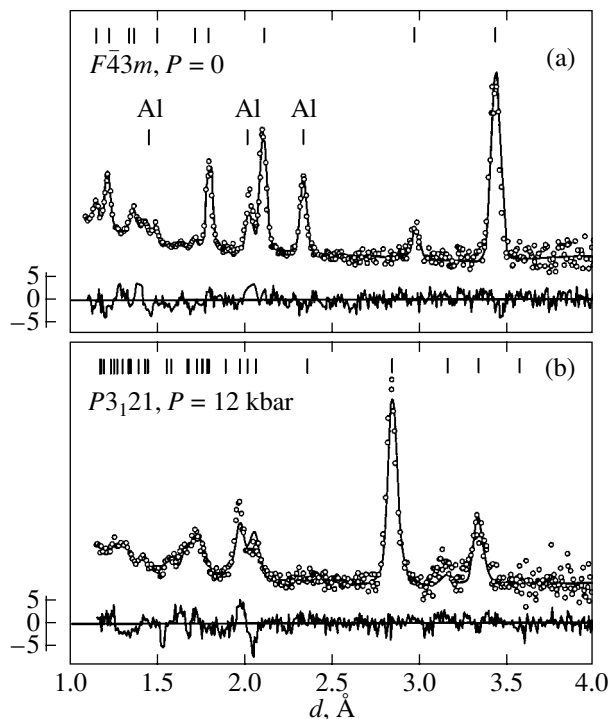 (a)
F4̄3m, P = 0
Al Al Al
5
0
−5
(b)
P3₁21, P = 12 kbar
5
0
−5
1.0 1.5 2.0 2.5 3.0 3.5 4.0
d, Å